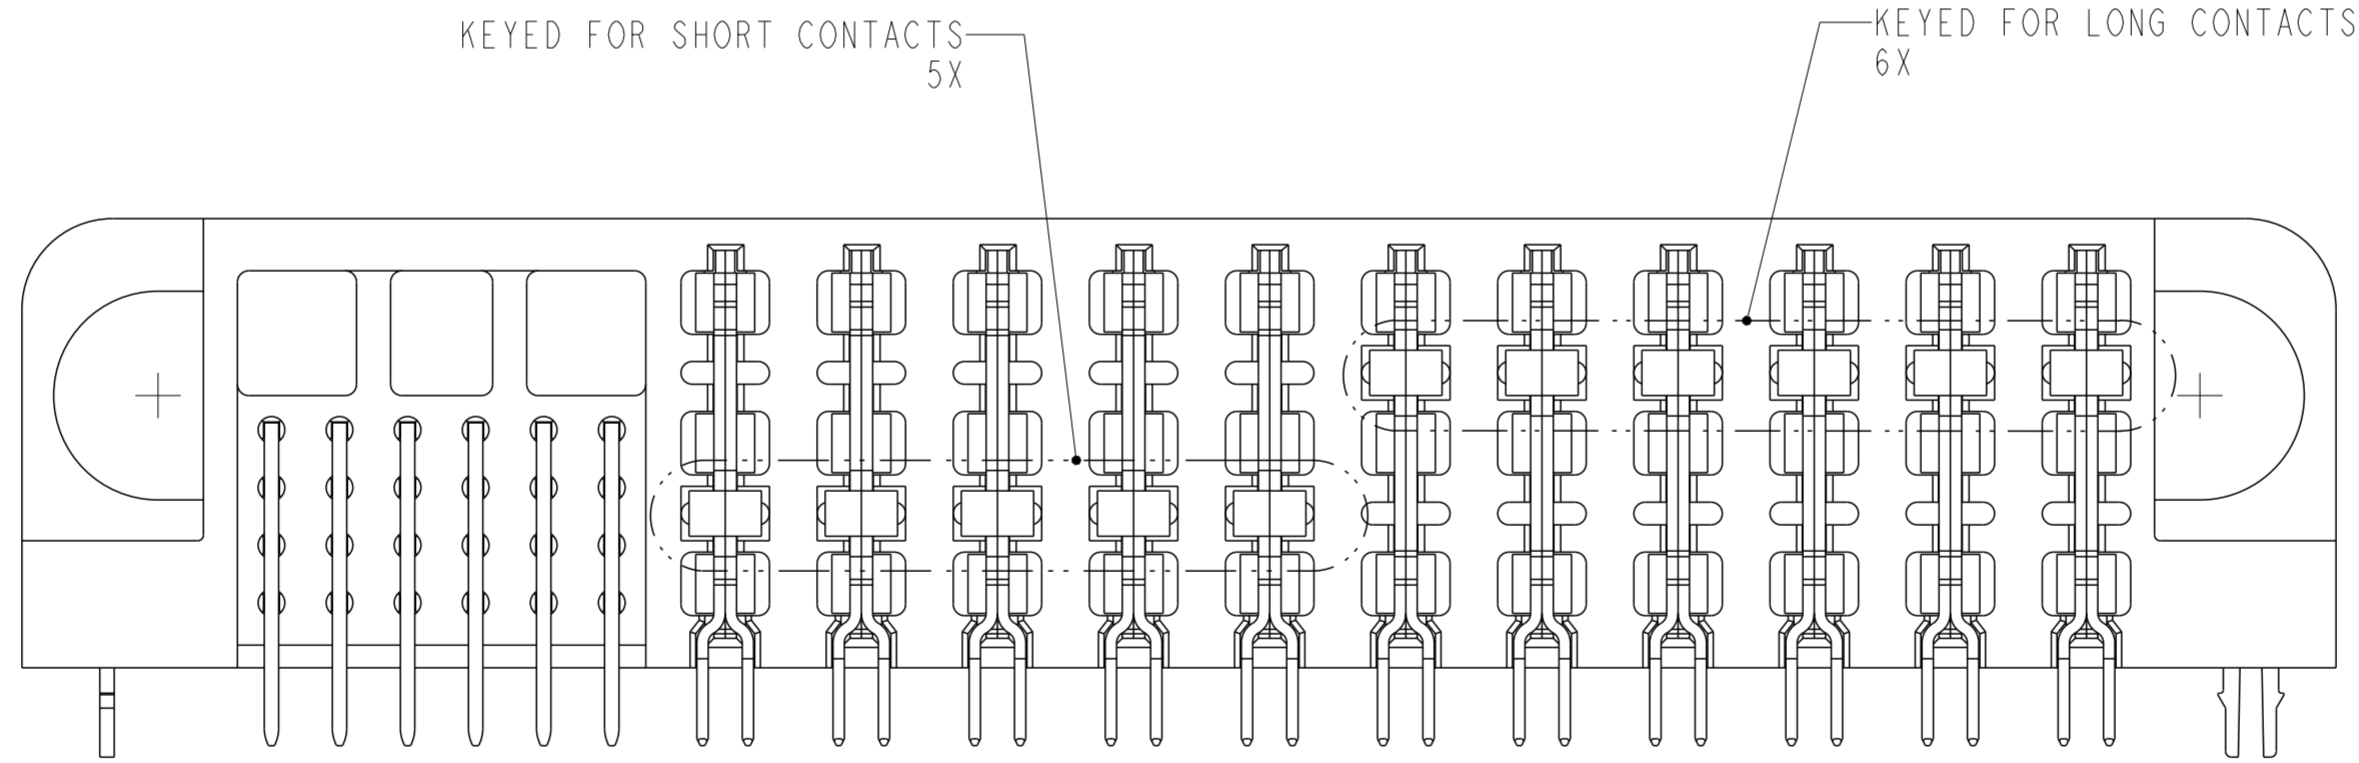 KEYED FOR SHORT CONTACTS
5X
KEYED FOR LONG CONTACTS
6X